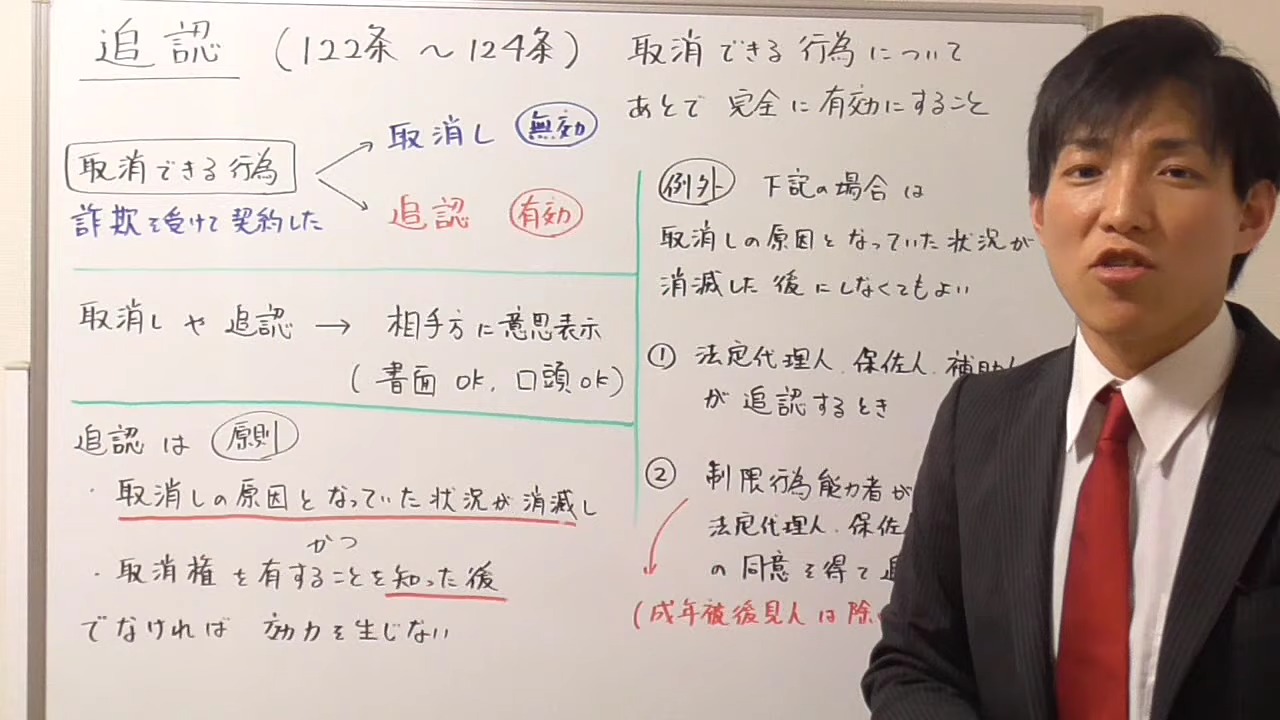 追認 (122条～124条)
取消できる行為について
あとで 完全に有効にすること
取消できる行為
取消し 無効
追認 有効
詐欺を受けて契約した
取消しや追認 → 相手方に意思表示
(書面OK, 口頭OK)
追認は 原則
・取消しの原因となっていた状況が消滅し
かつ
・取消権を有することを知った後
でなければ 効力を生じない
例外 下記の場合は
取消しの原因となっていた状況が
消滅した後にしなくてもよい
① 法定代理人、保佐人、補助人
が追認するとき
② 制限行為能力者が
法定代理人、保佐
の同意を得て追
(成年被後見人は除